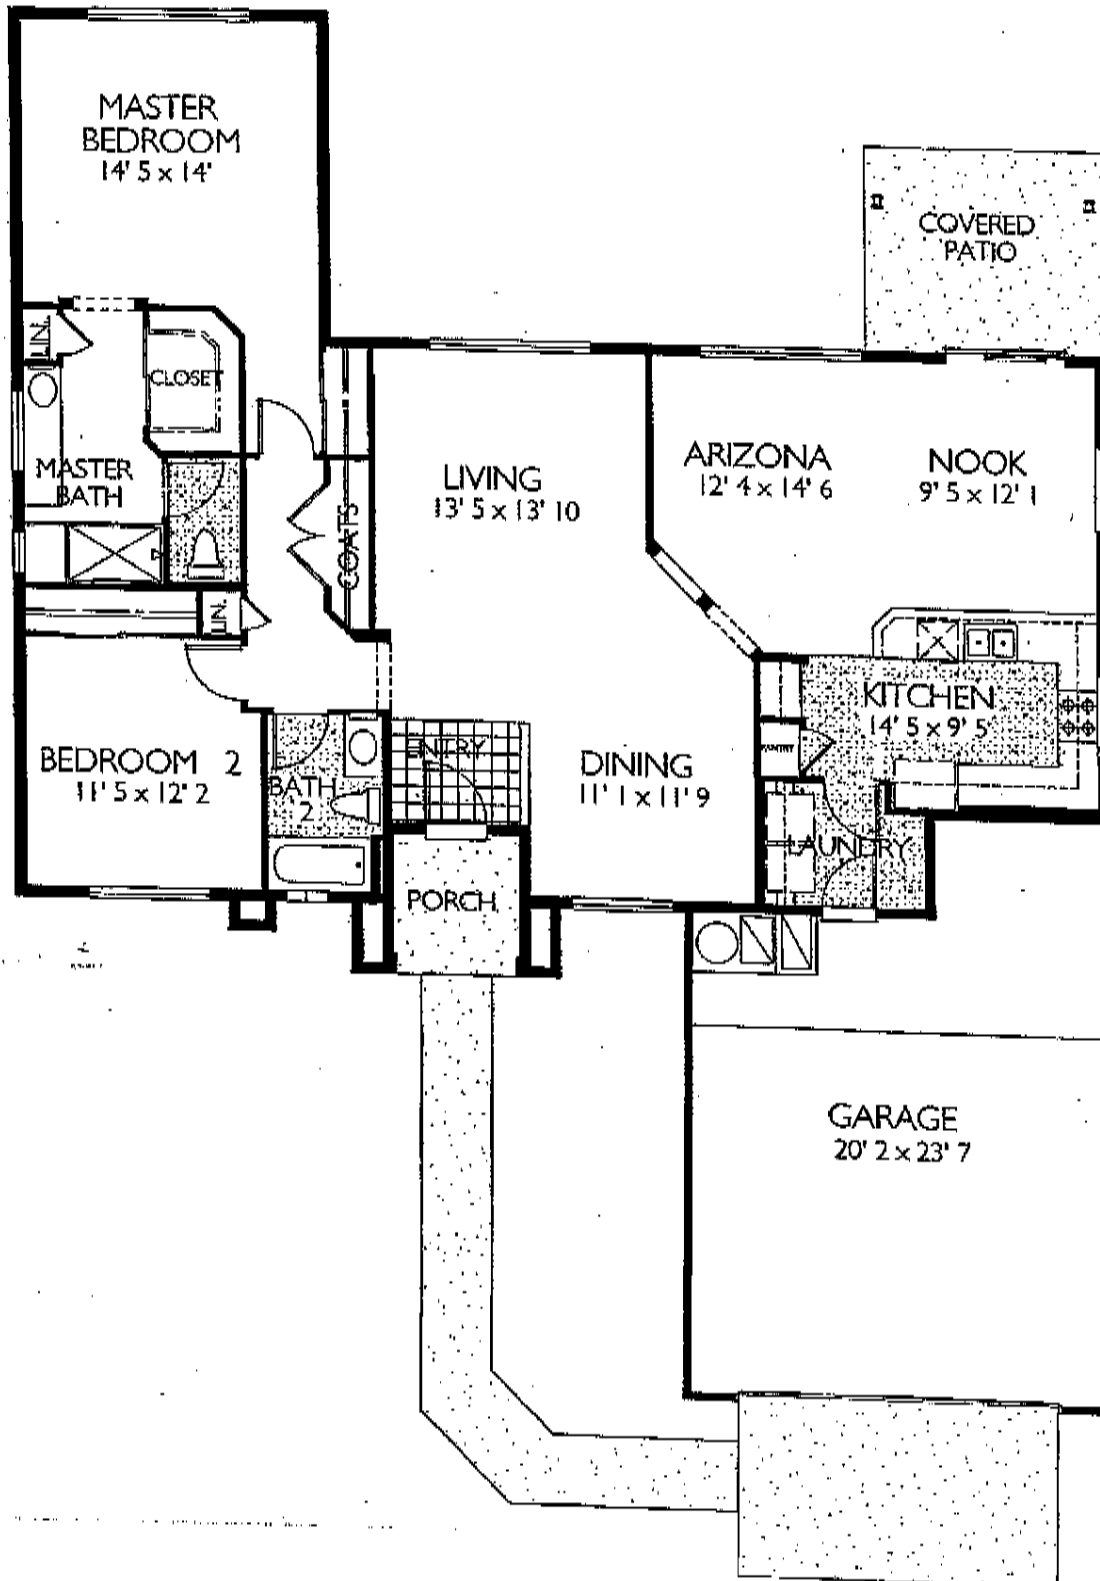 MASTER
BEDROOM
14' 5 x 14'
COVERED
PATIO
LIN.
CLOSET
MASTER
BATH
LIVING
13' 5 x 13' 10
ARIZONA
12' 4 x 14' 6
NOOK
9' 5 x 12' 1
COATS
LIN.
KITCHEN
14' 5 x 9' 5
PANTRY
BEDROOM 2
11' 5 x 12' 2
BATH
2
ENTRY
DINING
11' 1 x 11' 9
LAUNDRY
PORCH
GARAGE
20' 2 x 23' 7